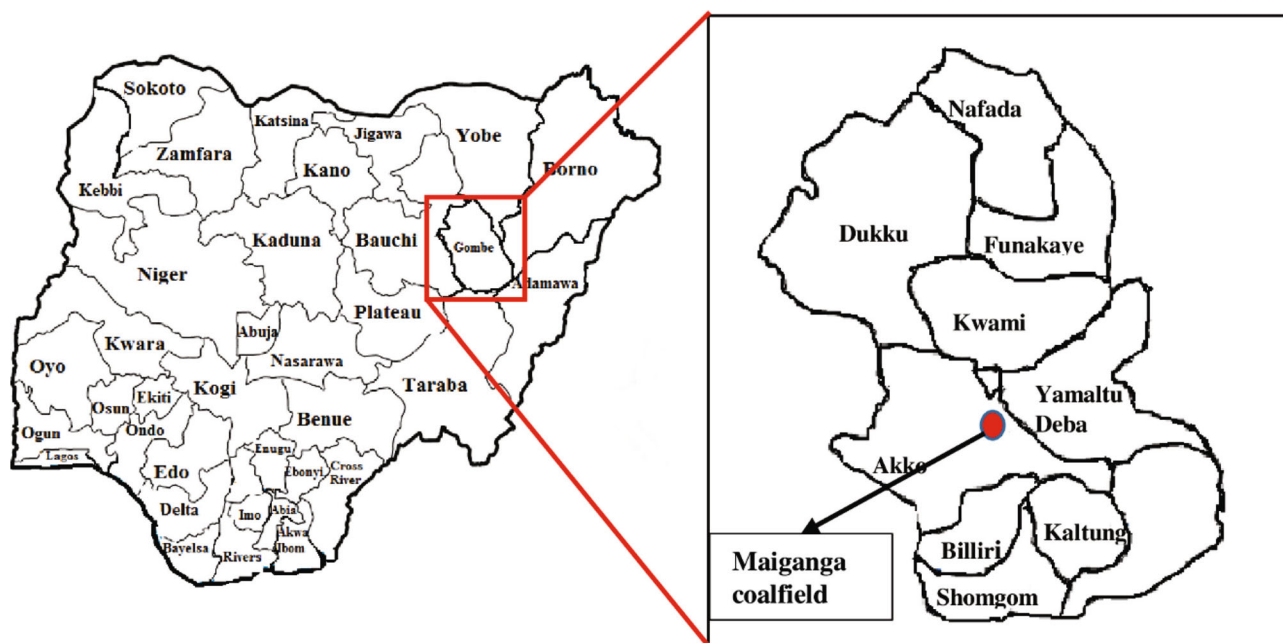 Sokoto
Katsina
Jigawa
Yobe
Borno
Zamfara
Kano
Kebbi
Kaduna
Bauchi
Gombe
Niger
Adamawa
Plateau
Abuja
Kwara
Nasarawa
Oyo
Kogi
Taraba
Ekiti
Osun
Benue
Ogun
Ondo
Enugu
Lagos
Edo
Ebonyi
Cross
River
Delta
Imo
Abia
Akwa
Ibom
Bayelsa
Rivers
Nafada
Dukku
Funakaye
Kwami
Yamaltu
Deba
Akko
Kaltung
Billiri
Shomgom
Maiganga
coalfield